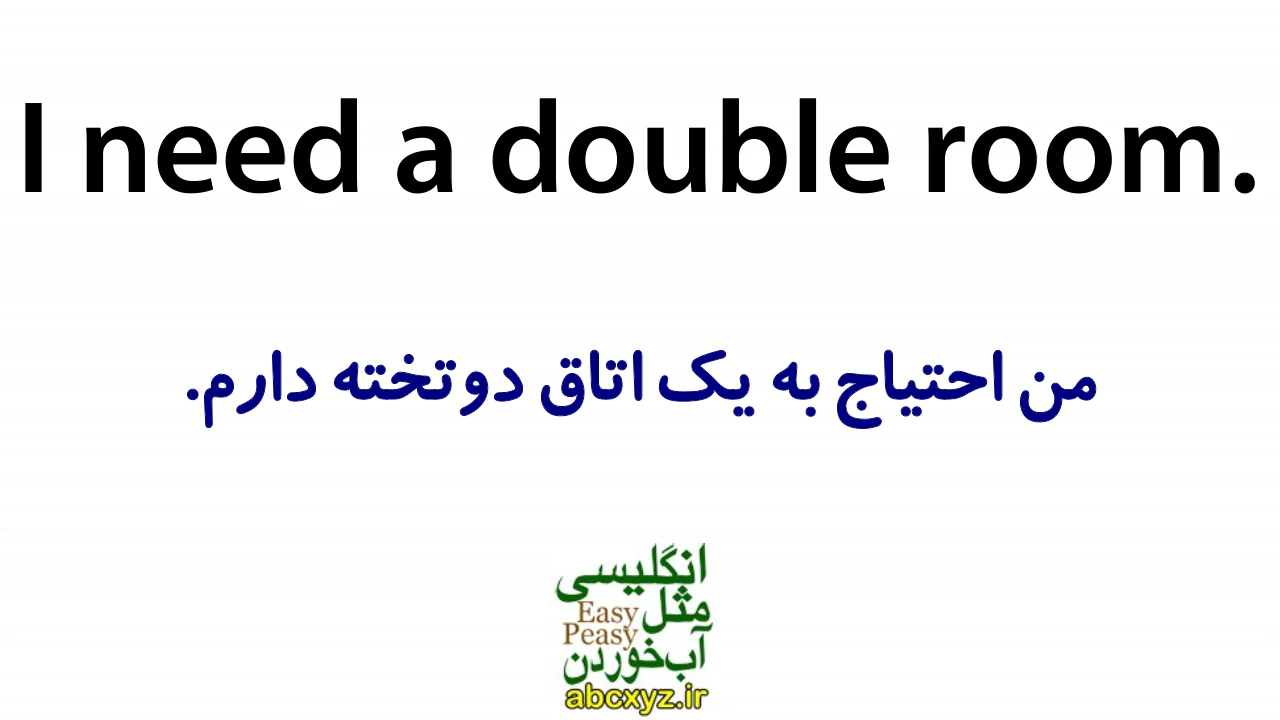 I need a double room.
من احتیاج به یک اتاق دوتخته دارم.
انگلیسی
مثل Easy
Peasy
آب‌خوردن
abcxyz.ir